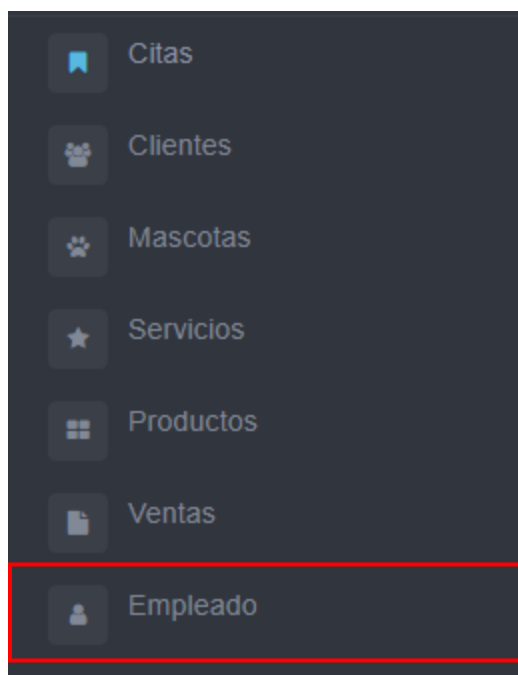 Citas
Clientes
Mascotas
Servicios
Productos
Ventas
Empleado